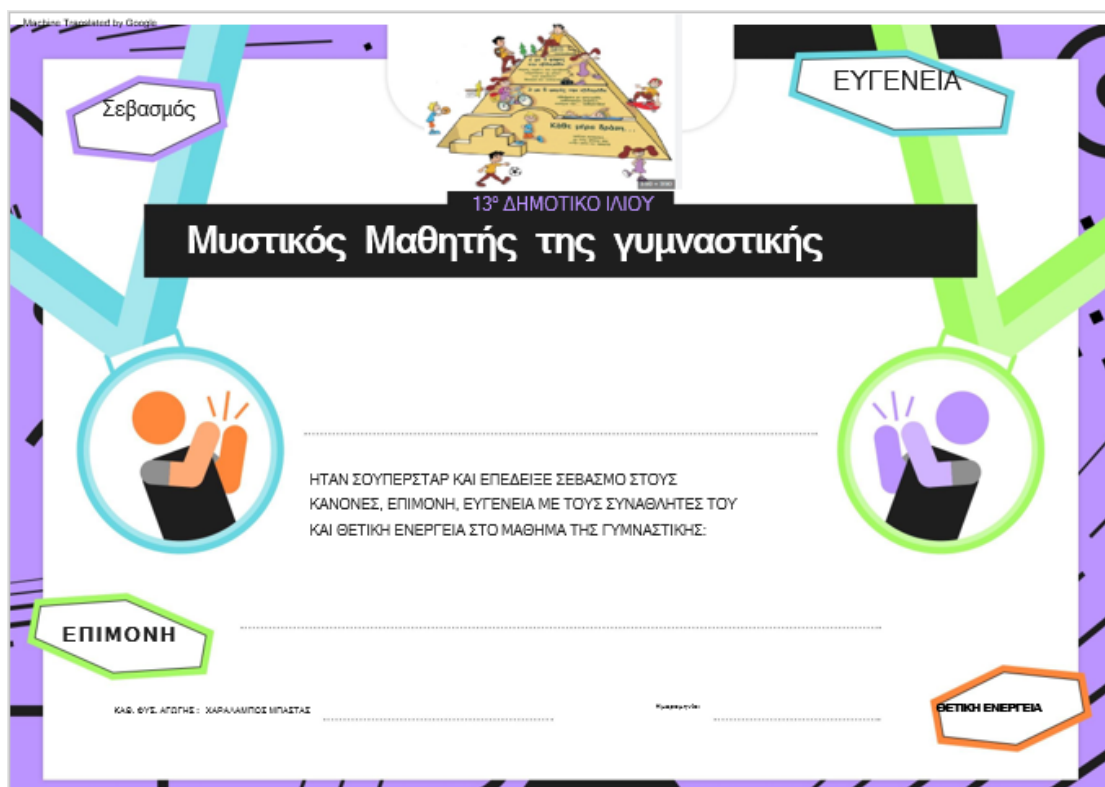 Machine Translated by Google
Σεβασμός
ΕΥΓΕΝΕΙΑ
Κάθε μέρα δράση...
13º ΔΗΜΟΤΙΚΟ ΙΛΙΟΥ
Μυστικός Μαθητής της γυμναστικής
ΗΤΑΝ ΣΟΥΠΕΡΣΤΑΡ ΚΑΙ ΕΠΕΔΕΙΞΕ ΣΕΒΑΣΜΟ ΣΤΟΥΣ
ΚΑΝΟΝΕΣ, ΕΠΙΜΟΝΗ, ΕΥΓΕΝΕΙΑ ΜΕ ΤΟΥΣ ΣΥΝΑΘΛΗΤΕΣ ΤΟΥ
ΚΑΙ ΘΕΤΙΚΗ ΕΝΕΡΓΕΙΑ ΣΤΟ ΜΑΘΗΜΑ ΤΗΣ ΓΥΜΝΑΣΤΙΚΗΣ:
ΕΠΙΜΟΝΗ
ΚΑΘ. ΦΥΣ. ΑΓΩΓΗΣ : ΧΑΡΑΛΑΜΠΟΣ ΜΠΑΣΤΑΣ
Ημερομηνία:
ΘΕΤΙΚΗ ΕΝΕΡΓΕΙΑ